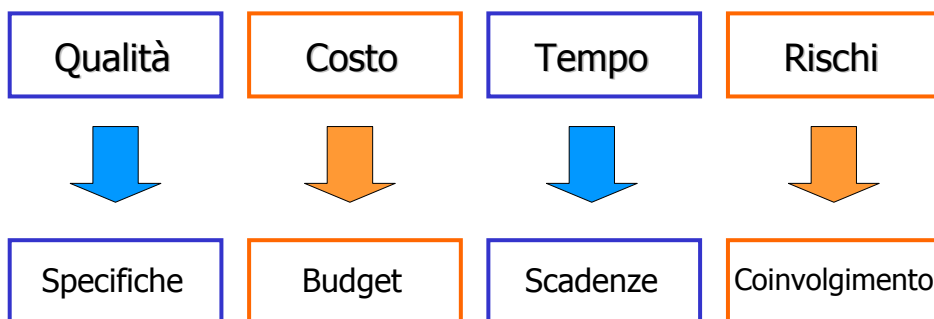 Qualità Costo Tempo Rischi
Specifiche Budget Scadenze Coinvolgimento